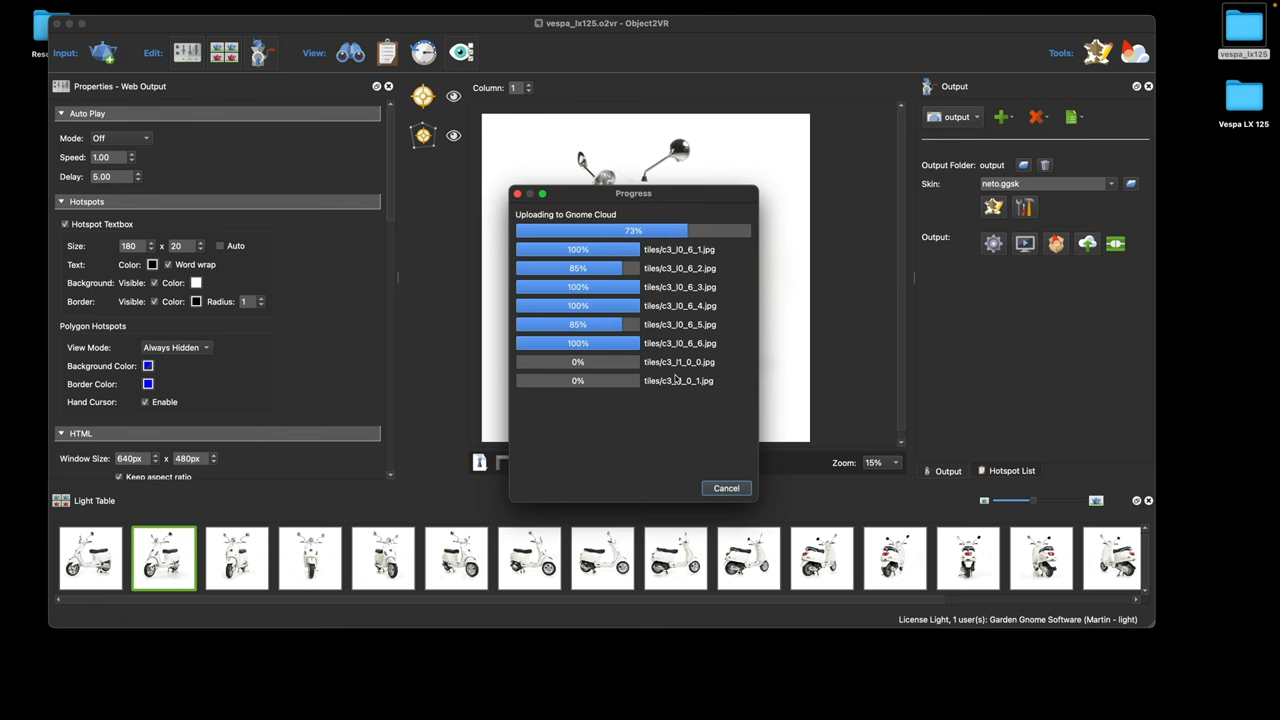 vespa_lx125.o2vr - Object2VR
Input: Edit: View: Tools:
vespa_lx125
Vespa LX 125
Properties - Web Output
Auto Play
Mode: Off
Speed: 1.00
Delay: 5.00
Hotspots
Hotspot Textbox
Size: 180 x 20 Auto
Text: Color: Word wrap
Background: Visible: Color:
Border: Visible: Color: Radius: 1
Polygon Hotspots
View Mode: Always Hidden
Background Color:
Border Color:
Hand Cursor: Enable
HTML
Window Size: 640px x 480px
Keep aspect ratio
Column: 1
Progress
Uploading to Gnome Cloud
73%
100% tiles/c3_l0_6_1.jpg
85% tiles/c3_l0_6_2.jpg
100% tiles/c3_l0_6_3.jpg
100% tiles/c3_l0_6_4.jpg
85% tiles/c3_l0_6_5.jpg
100% tiles/c3_l0_6_6.jpg
0% tiles/c3_l1_0_0.jpg
0% tiles/c3_l1_0_1.jpg
Cancel
Zoom: 15%
Output
output
Output Folder: output
Skin: neto.ggsk
Output:
Output Hotspot List
Light Table
License Light, 1 user(s): Garden Gnome Software (Martin - light)